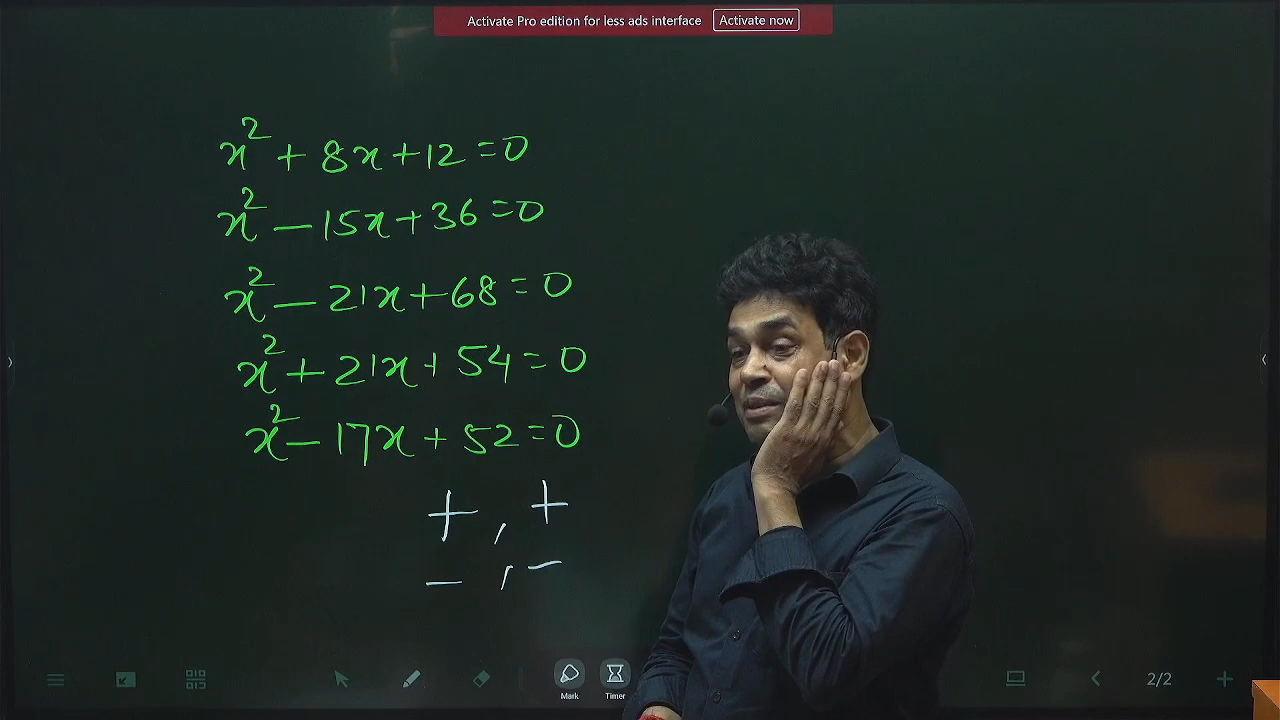 Activate Pro edition for less ads interface Activate now
x² + 8x + 12 = 0
x² - 15x + 36 = 0
x² - 21x + 68 = 0
x² + 21x + 54 = 0
x² - 17x + 52 = 0
+ , +
- , -
Mark Timer 2/2